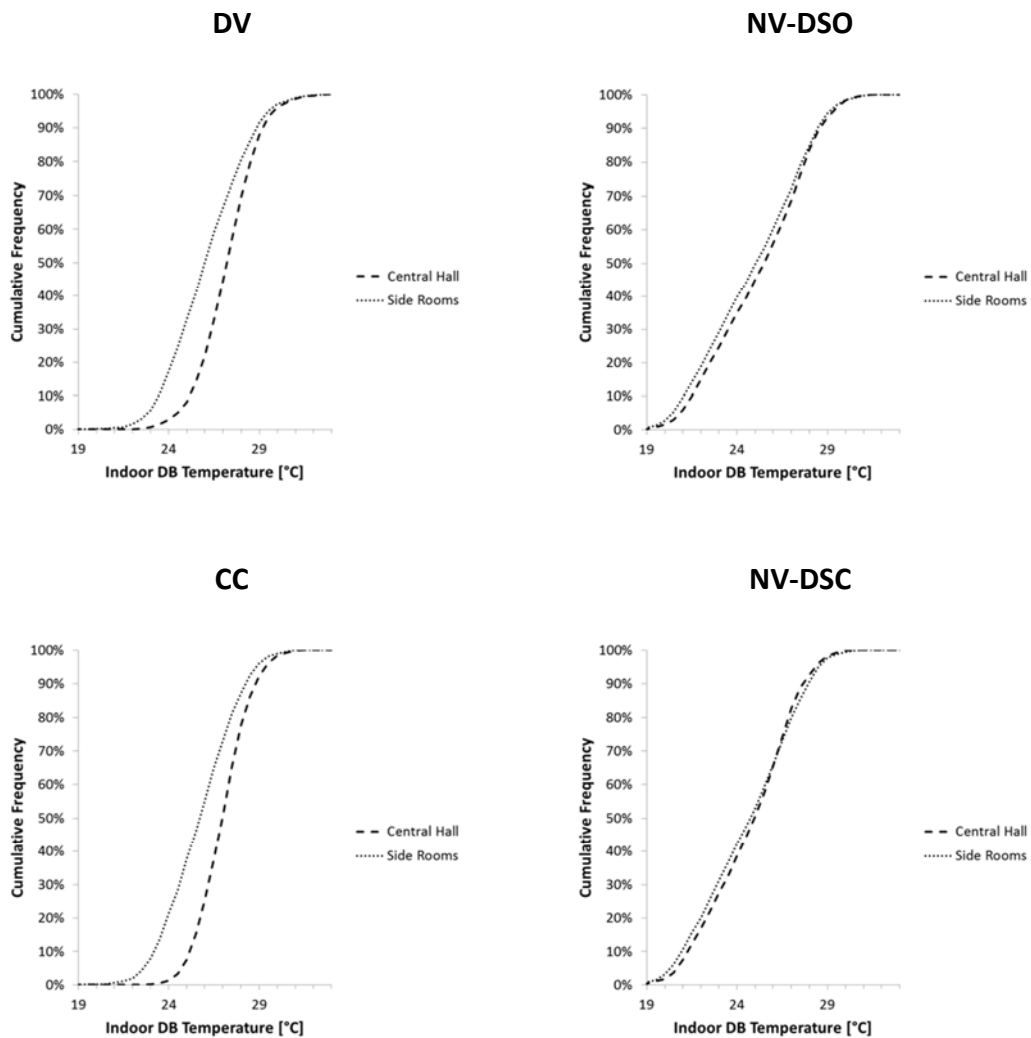 DV
100%
90%
80%
70%
60%
50%
40%
30%
20%
10%
0%
Cumulative Frequency
19 24 29
Indoor DB Temperature [°C]
Central Hall
Side Rooms
NV-DSO
100%
90%
80%
70%
60%
50%
40%
30%
20%
10%
0%
Cumulative Frequency
19 24 29
Indoor DB Temperature [°C]
Central Hall
Side Rooms
CC
100%
90%
80%
70%
60%
50%
40%
30%
20%
10%
0%
Cumulative Frequency
19 24 29
Indoor DB Temperature [°C]
Central Hall
Side Rooms
NV-DSC
100%
90%
80%
70%
60%
50%
40%
30%
20%
10%
0%
Cumulative Frequency
19 24 29
Indoor DB Temperature [°C]
Central Hall
Side Rooms